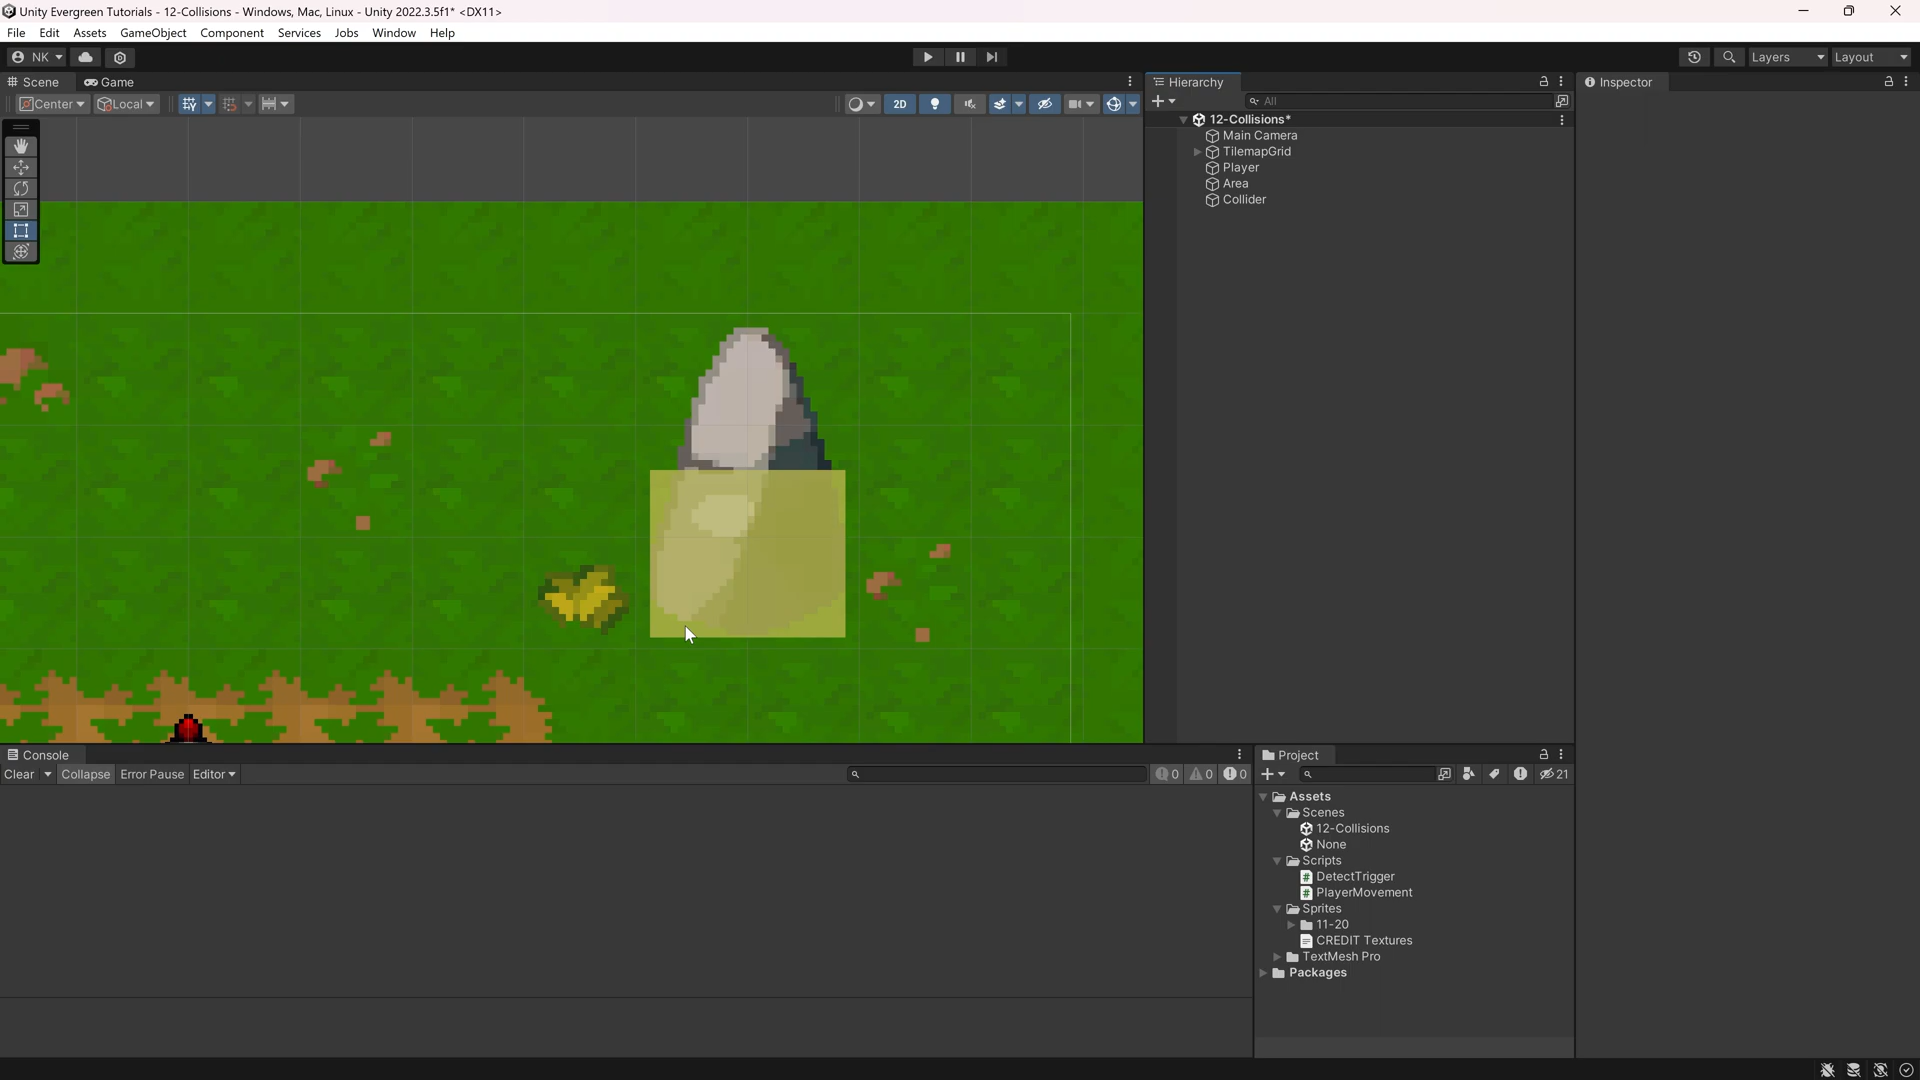 Unity Evergreen Tutorials - 12-Collisions - Windows, Mac, Linux - Unity 2022.3.5f1* <DX11>
File Edit Assets GameObject Component Services Jobs Window Help
NK Layers Layout
Scene Game
Center Local 2D
Hierarchy
All
12-Collisions*
Main Camera
TilemapGrid
Player
Area
Collider
Inspector
Console
Clear Collapse Error Pause Editor 0 0 0
Project
21
Assets
Scenes
12-Collisions
None
Scripts
DetectTrigger
PlayerMovement
Sprites
11-20
CREDIT Textures
TextMesh Pro
Packages